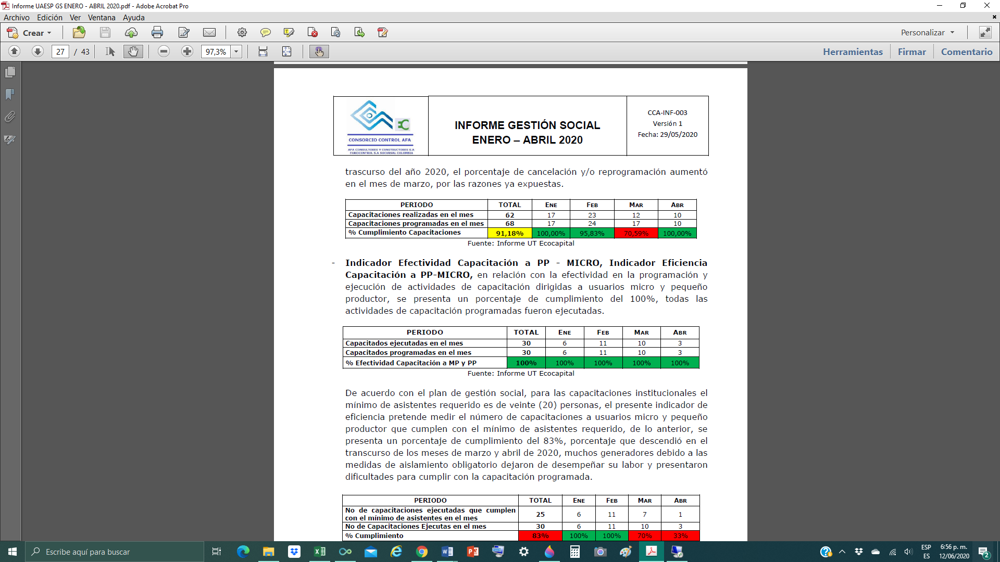 Informe UAESP GS ENERO - ABRIL 2020.pdf - Adobe Acrobat Pro
Archivo Edición Ver Ventana Ayuda
Crear
Personalizar
27 / 43
97,3%
Herramientas Firmar Comentario
CONSORCIO CONTROL AFA
AFA CONSULTORES Y CONSTRUCTORES S.A
EUROCONTROL S.A SUCURSAL COLOMBIA
INFORME GESTIÓN SOCIAL
ENERO – ABRIL 2020
CCA-INF-003
Versión 1
Fecha: 29/05/2020
trascurso del año 2020, el porcentaje de cancelación y/o reprogramación aumentó
en el mes de marzo, por las razones ya expuestas.
PERIODO TOTAL ENE FEB MAR ABR
Capacitaciones realizadas en el mes 62 17 23 12 10
Capacitaciones programadas en el mes 68 17 24 17 10
% Cumplimiento Capacitaciones 91,18% 100,00% 95,83% 70,59% 100,00%
Fuente: Informe UT Ecocapital
- Indicador Efectividad Capacitación a PP - MICRO, Indicador Eficiencia
Capacitación a PP-MICRO, en relación con la efectividad en la programación y
ejecución de actividades de capacitación dirigidas a usuarios micro y pequeño
productor, se presenta un porcentaje de cumplimiento del 100%, todas las
actividades de capacitación programadas fueron ejecutadas.
PERIODO TOTAL ENE FEB MAR ABR
Capacitados ejecutadas en el mes 30 6 11 10 3
Capacitados programadas en el mes 30 6 11 10 3
% Efectividad Capacitación a MP y PP 100% 100% 100% 100% 100%
Fuente: Informe UT Ecocapital
De acuerdo con el plan de gestión social, para las capacitaciones institucionales el
mínimo de asistentes requerido es de veinte (20) personas, el presente indicador de
eficiencia pretende medir el número de capacitaciones a usuarios micro y pequeño
productor que cumplen con el mínimo de asistentes requerido, de lo anterior, se
presenta un porcentaje de cumplimiento del 83%, porcentaje que descendió en el
transcurso de los meses de marzo y abril de 2020, muchos generadores debido a las
medidas de aislamiento obligatorio dejaron de desempeñar su labor y presentaron
dificultades para cumplir con la capacitación programada.
PERIODO TOTAL ENE FEB MAR ABR
No de capacitaciones ejecutadas que cumplen
con el mínimo de asistentes en el mes 25 6 11 7 1
No de Capacitaciones Ejecutas en el mes 30 6 11 10 3
% Cumplimiento 83% 100% 100% 70% 33%
Escribe aquí para buscar
ESP
ES
6:56 p. m.
12/06/2020
2